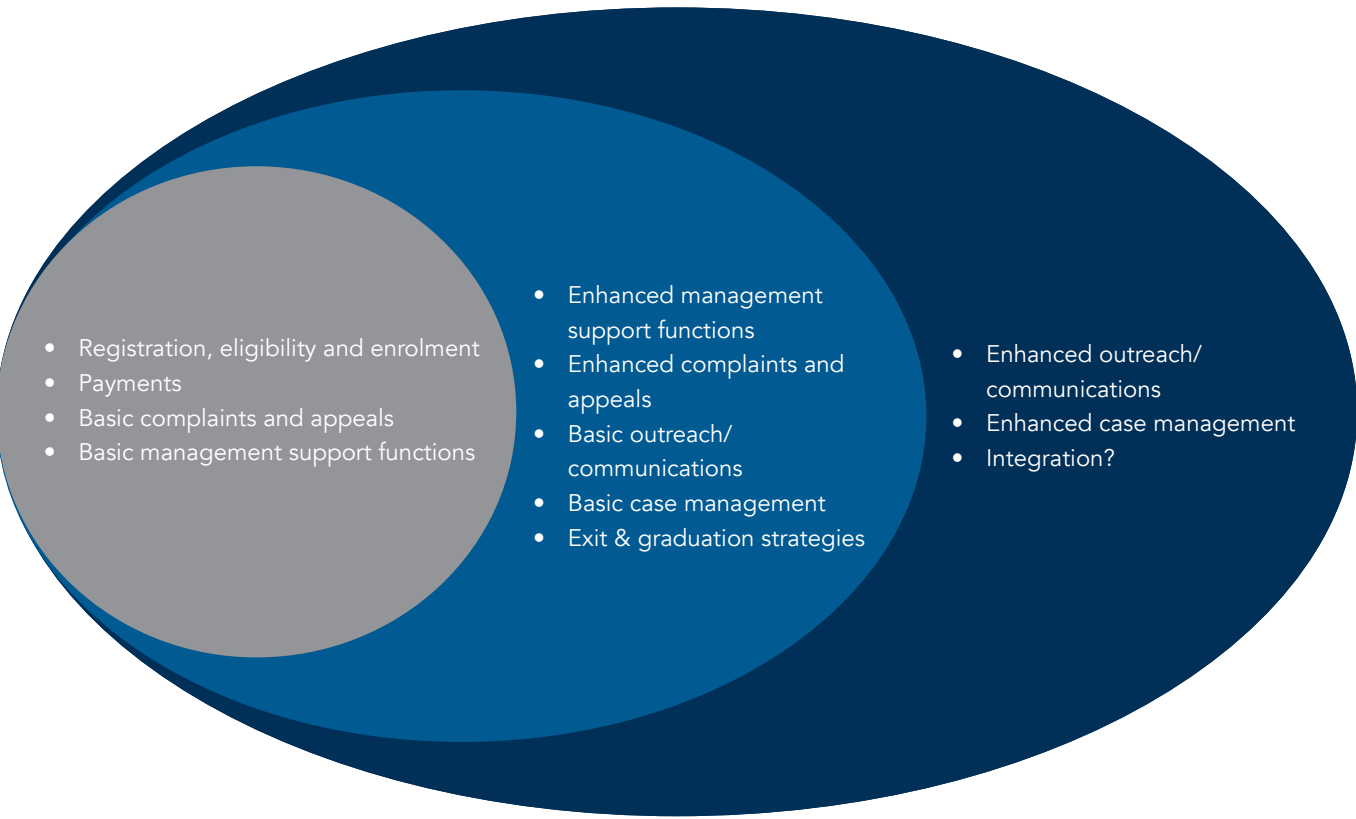 • Registration, eligibility and enrolment
• Payments
• Basic complaints and appeals
• Basic management support functions
• Enhanced management
support functions
• Enhanced complaints and
appeals
• Basic outreach/
communications
• Basic case management
• Exit & graduation strategies
• Enhanced outreach/
communications
• Enhanced case management
• Integration?